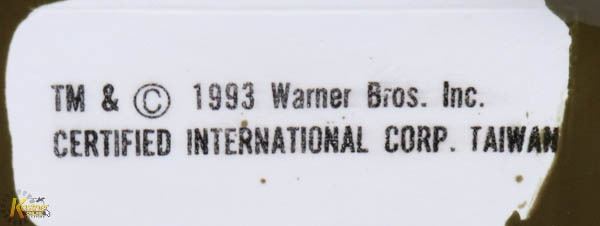 TM & © 1993 Warner Bros. Inc.
CERTIFIED INTERNATIONAL CORP. TAIWAN